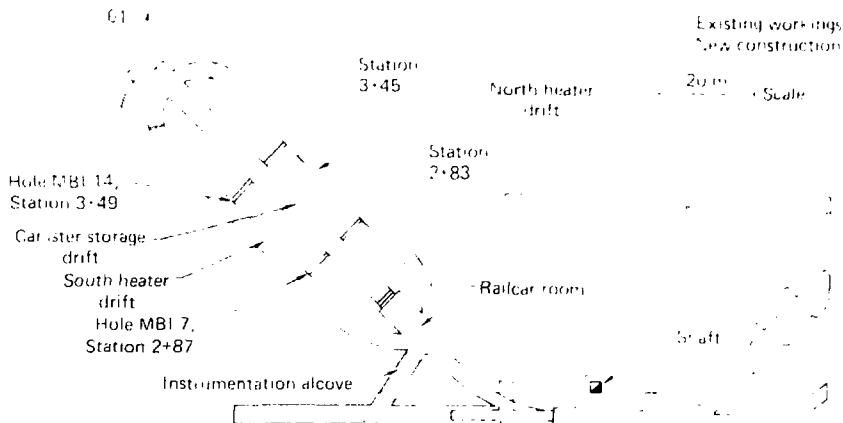 61
Existing workings
New construction
Station
3+45
North heater
drift
20 m
Scale
Station
2+83
Hole MBI 14,
Station 3+49
Canister storage
drift
South heater
drift
Hole MBI 7,
Station 2+87
Railcar room
Shaft
Instrumentation alcove